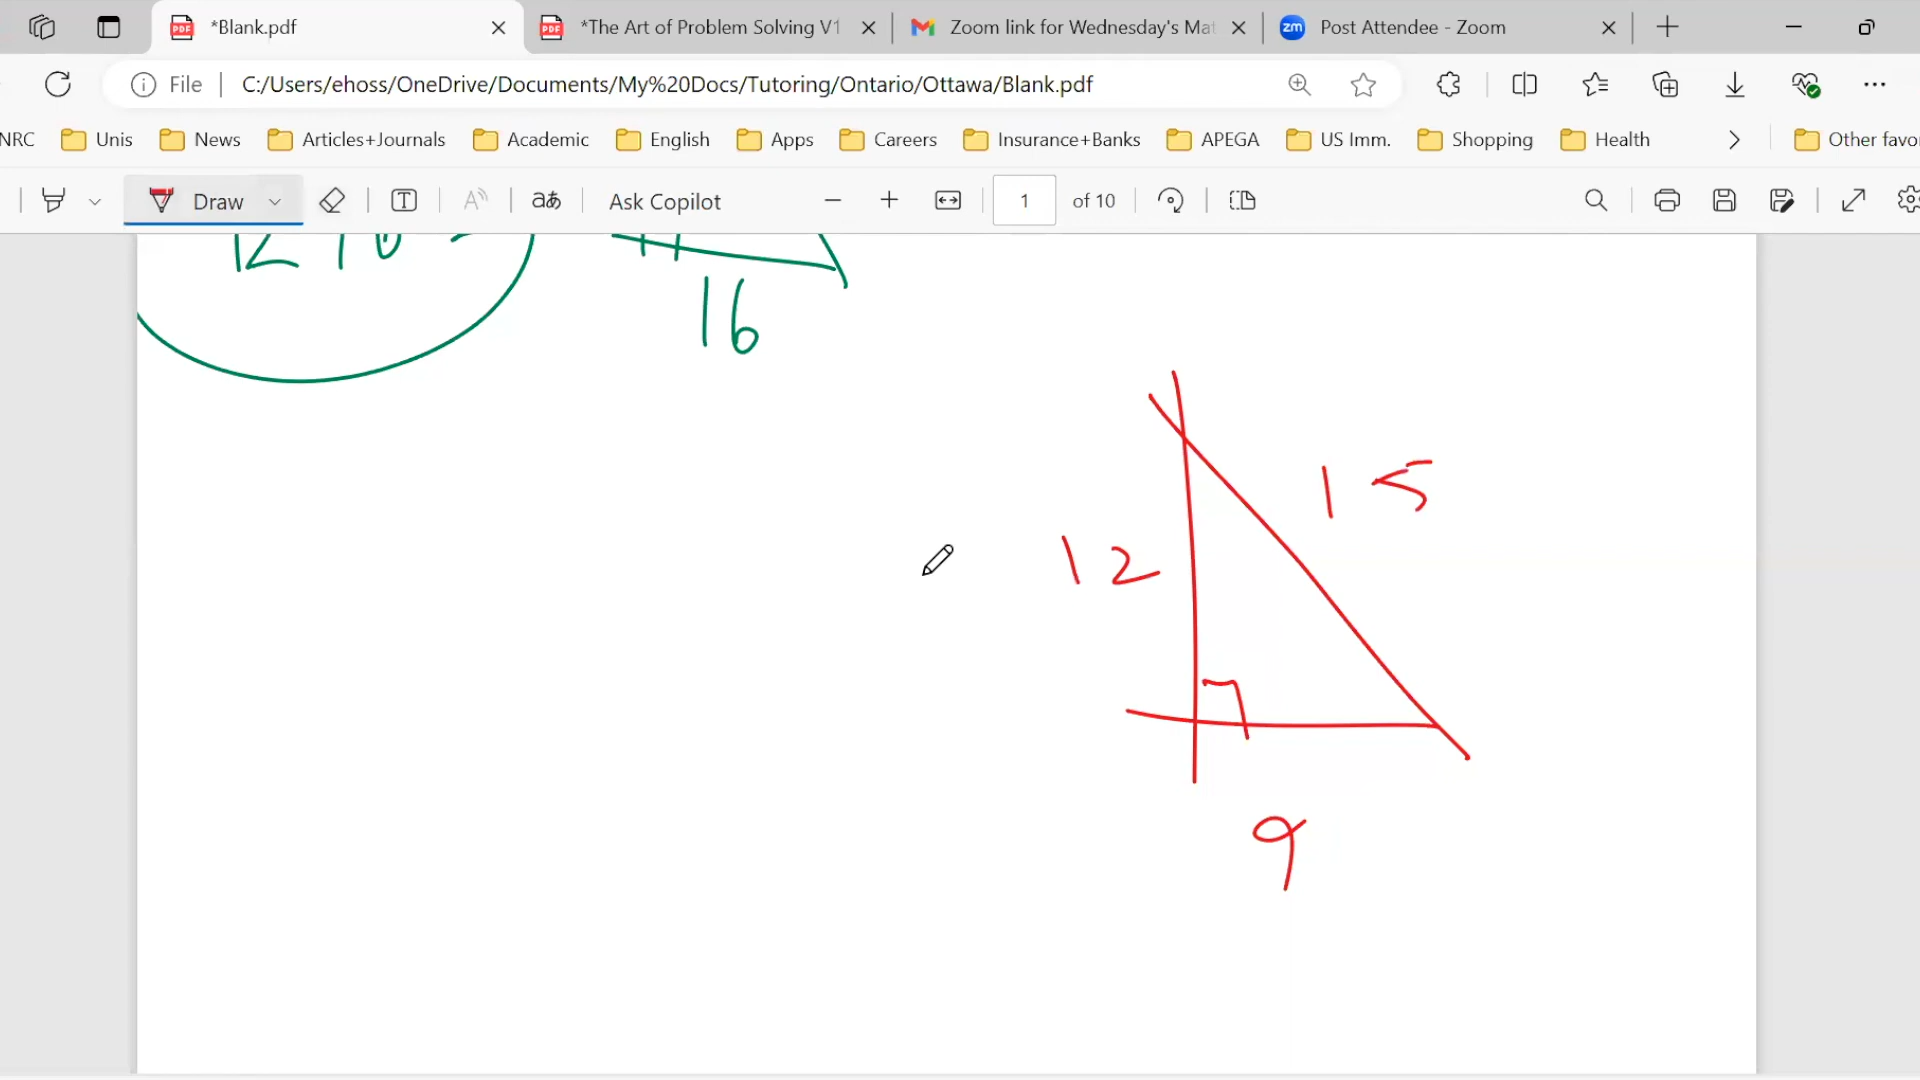 *Blank.pdf *The Art of Problem Solving V1 Zoom link for Wednesday's Mat Post Attendee - Zoom
File C:/Users/ehoss/OneDrive/Documents/My%20Docs/Tutoring/Ontario/Ottawa/Blank.pdf
NRC Unis News Articles+Journals Academic English Apps Careers Insurance+Banks APEGA US Imm. Shopping Health Other favo
Draw Ask Copilot 1 of 10
16
15
12
9